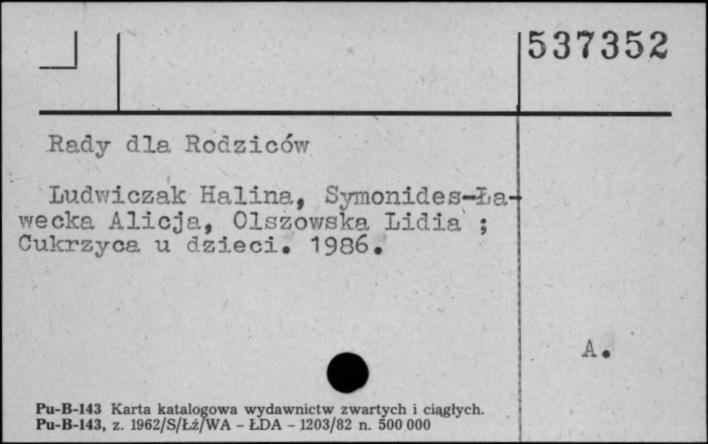 537352
Rady dla Rodziców
Ludwiczak Halina, Symonides-Ła-
wecka Alicja, Olszowska Lidia ;
Cukrzyca u dzieci. 1986.
A.
Pu-B-143 Karta katalogowa wydawnictw zwartych i ciągłych.
Pu-B-143, z. 1962/S/Łż/WA – ŁDA – 1203/82 n. 500 000